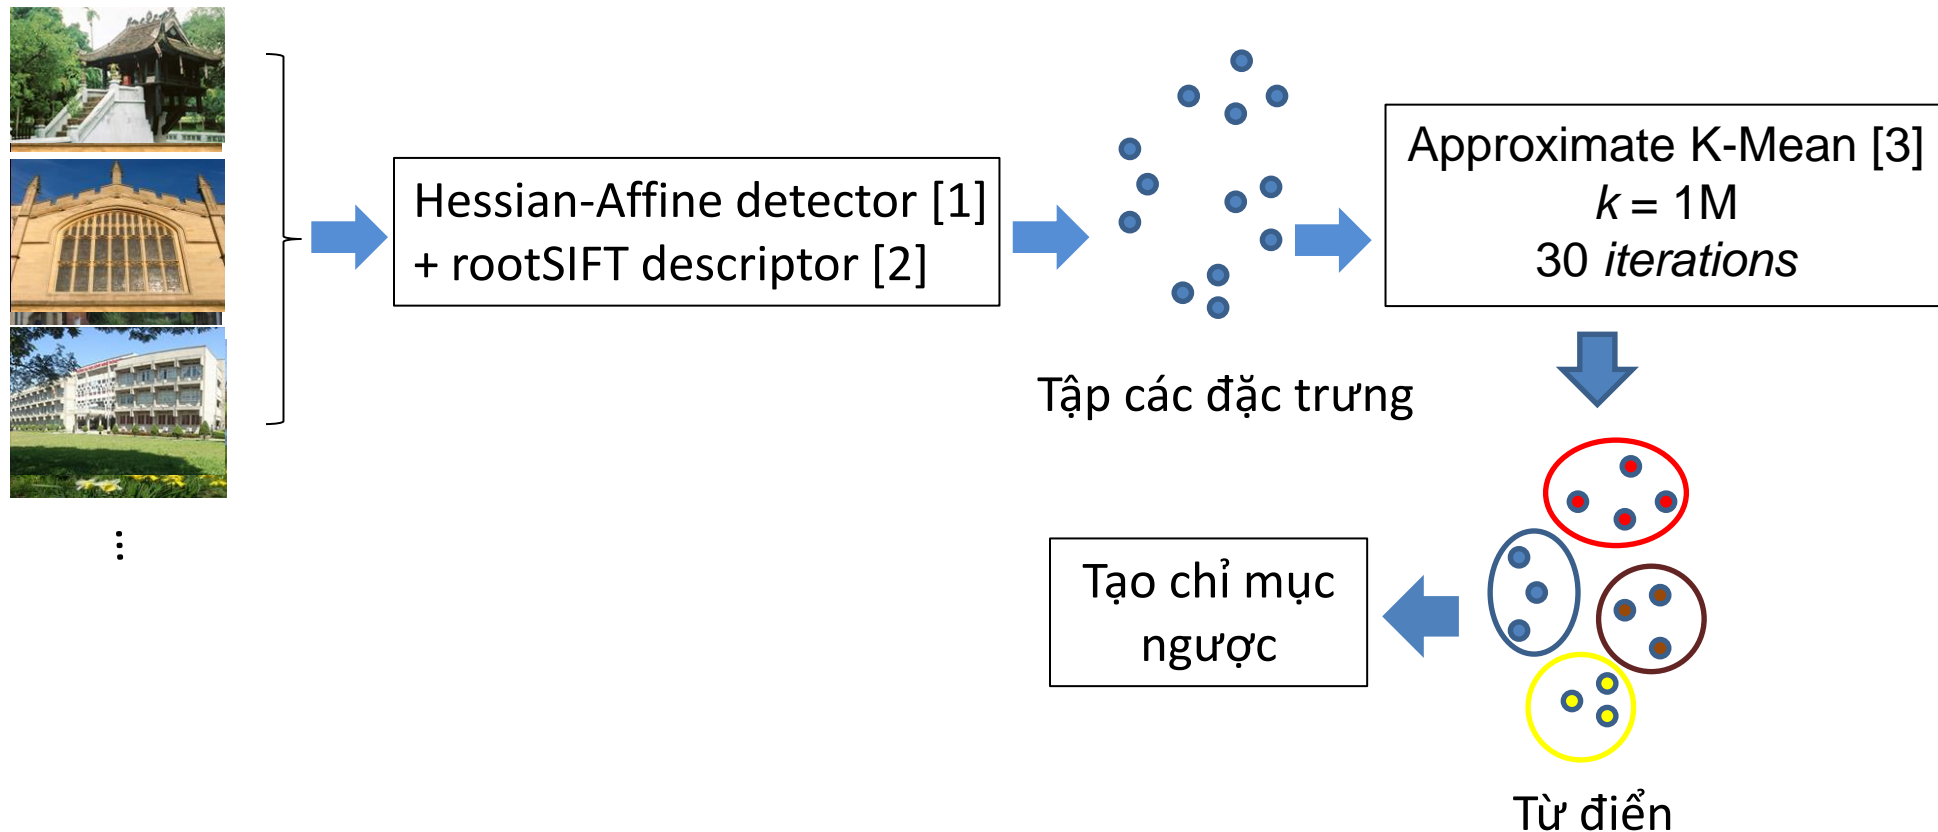 Hessian-Affine detector [1]
+ rootSIFT descriptor [2]
Tập các đặc trưng
Approximate K-Mean [3]
k = 1M
30 iterations
Từ điển
Tạo chỉ mục
ngược
...